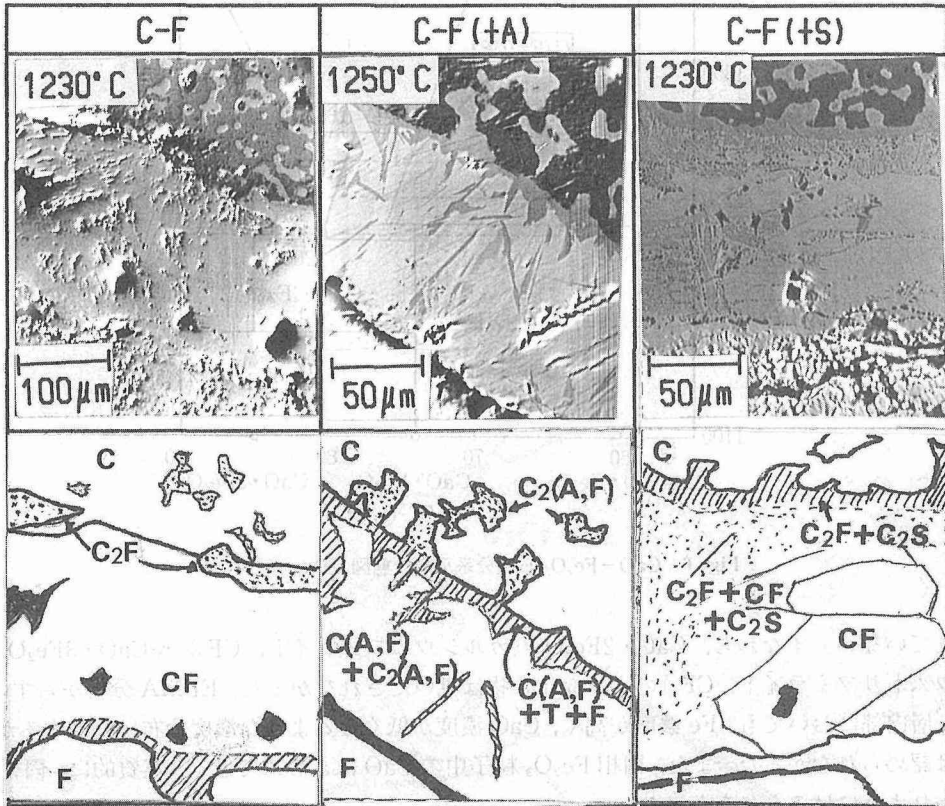 C-F
C-F(+A)
C-F(+S)
1230°C
1250°C
1230°C
100μm
50μm
50μm
C
C₂F
CF
F
C
C₂(A,F)
C(A,F)
+C₂(A,F)
C(A,F)
+T+F
F
C
C₂F+C₂S
C₂F+CF
+C₂S
CF
F